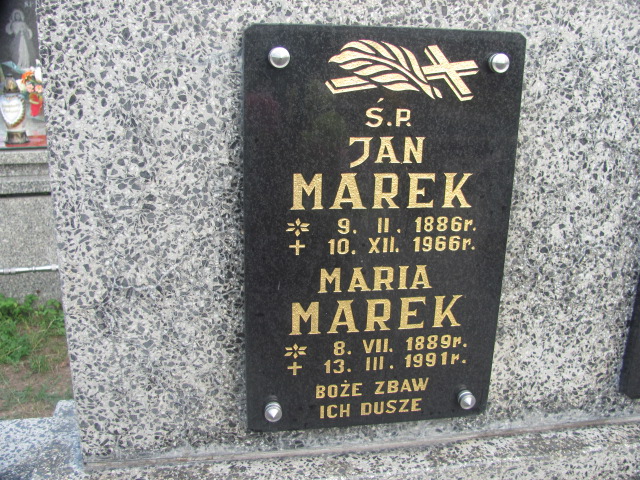 Ś.P.
JAN
MAREK
9. II. 1886r.
10. XII. 1966r.
MARIA
MAREK
8. VII. 1889r.
13. III. 1991r.
BOŻE ZBAW
ICH DUSZE